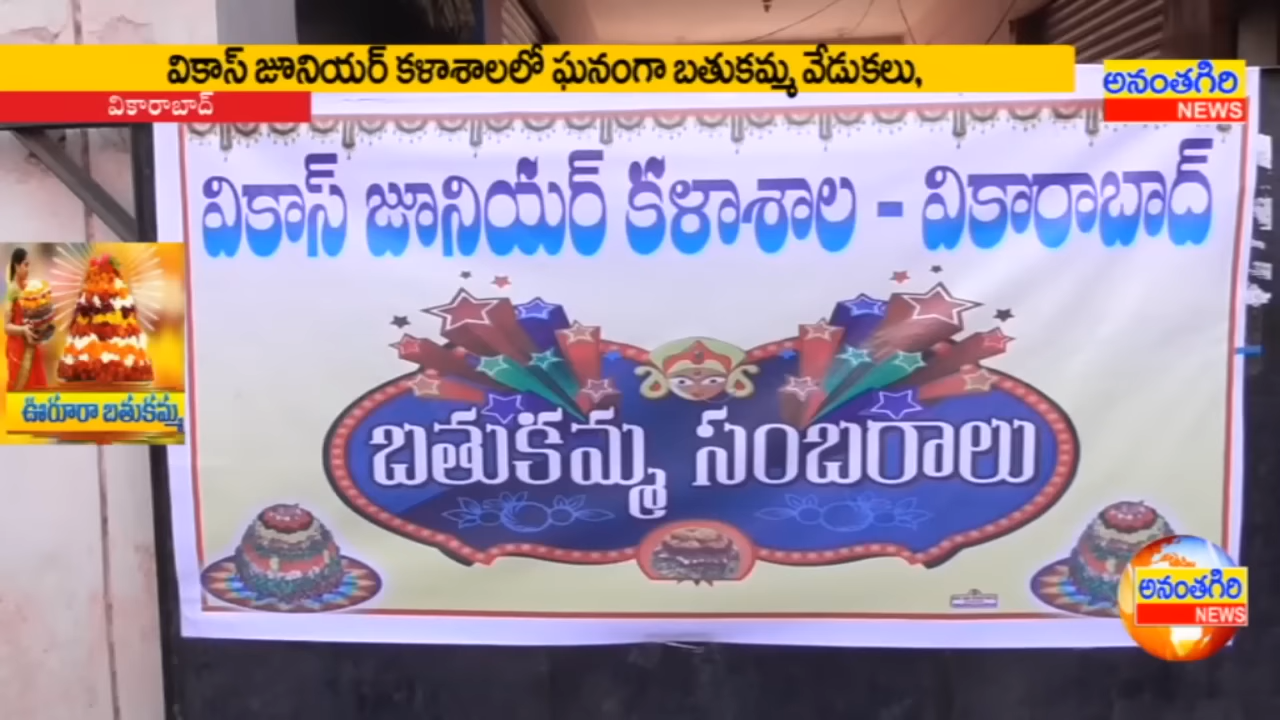 వికాస్ జూనియర్ కళాశాలలో ఘనంగా బతుకమ్మ వేడుకలు,
వికారాబాద్
అనంతగిరి
NEWS
వికాస్ జూనియర్ కళాశాల - వికారాబాద్
ఊరూరా బతుకమ్మ
బతుకమ్మ సంబరాలు
అనంతగిరి
NEWS